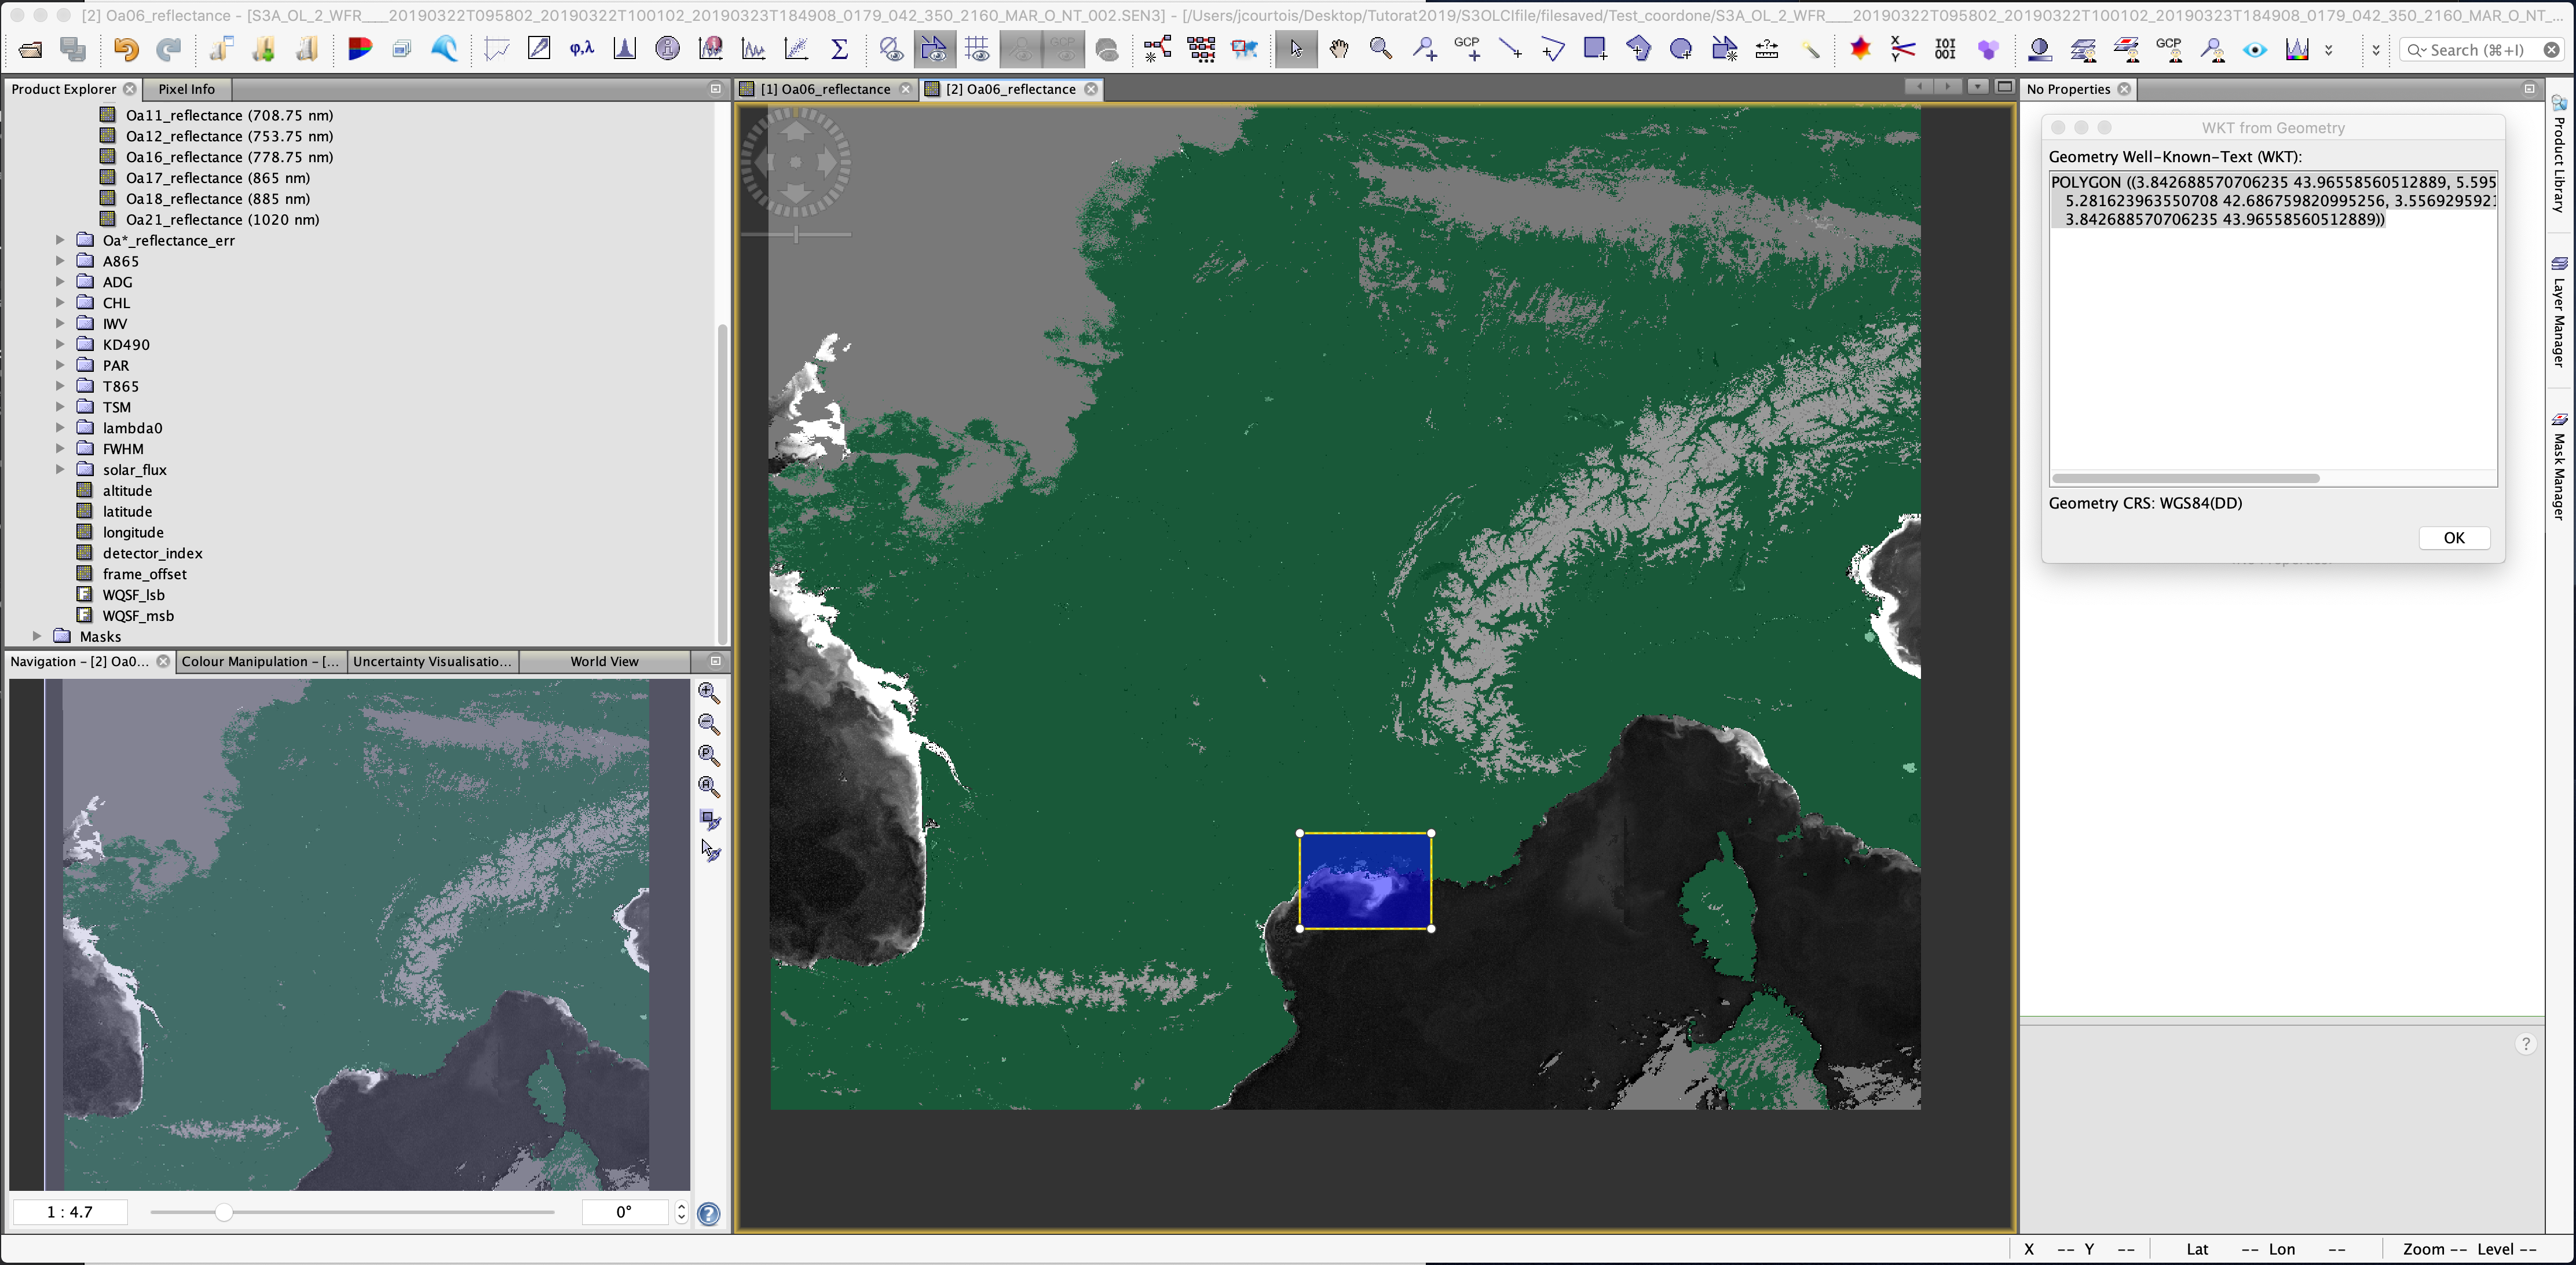 [2] Oa06_reflectance - [S3A_OL_2_WFR____20190322T095802_20190322T100102_20190323T184908_0179_042_350_2160_MAR_O_NT_002.SEN3] - [/Users/jcourtois/Desktop/Tutorat2019/S3OLCIfile/filesaved/Test_coordone/S3A_OL_2_WFR____20190322T095802_20190322T100102_20190323T184908_0179_042_350_2160_MAR_O_NT_...
φ,λ
Σ
GCP
GCP
X
Y
IOI
OOI
GCP
Search (⌘+I)
Product Explorer
Pixel Info
Oa11_reflectance (708.75 nm)
Oa12_reflectance (753.75 nm)
Oa16_reflectance (778.75 nm)
Oa17_reflectance (865 nm)
Oa18_reflectance (885 nm)
Oa21_reflectance (1020 nm)
Oa*_reflectance_err
A865
ADG
CHL
IWV
KD490
PAR
T865
TSM
lambda0
FWHM
solar_flux
altitude
latitude
longitude
detector_index
frame_offset
WQSF_lsb
WQSF_msb
Masks
Navigation - [2] Oa0...
Colour Manipulation - [...
Uncertainty Visualisatio...
World View
1 : 4.7
0°
[1] Oa06_reflectance
[2] Oa06_reflectance
No Properties
WKT from Geometry
Geometry Well-Known-Text (WKT):
POLYGON ((3.842688570706235 43.96558560512889, 5.595
5.281623963550708 42.686759820995256, 3.5569295921
3.842688570706235 43.96558560512889))
Geometry CRS: WGS84(DD)
OK
Product Library
Layer Manager
Mask Manager
X -- Y -- Lat -- Lon -- Zoom -- Level --